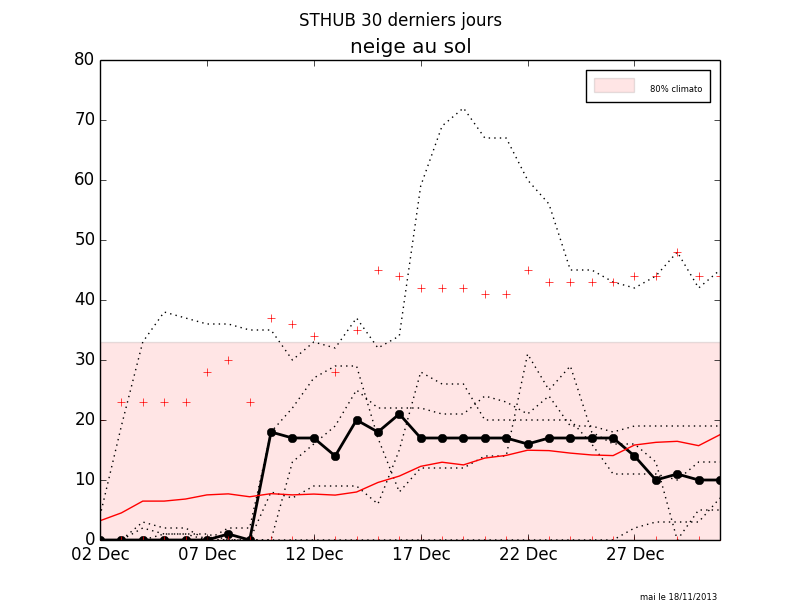 STHUB 30 derniers jours
neige au sol
80
70
60
50
40
30
20
10
0
80% climato
02 Dec
07 Dec
12 Dec
17 Dec
22 Dec
27 Dec
maj le 18/11/2013